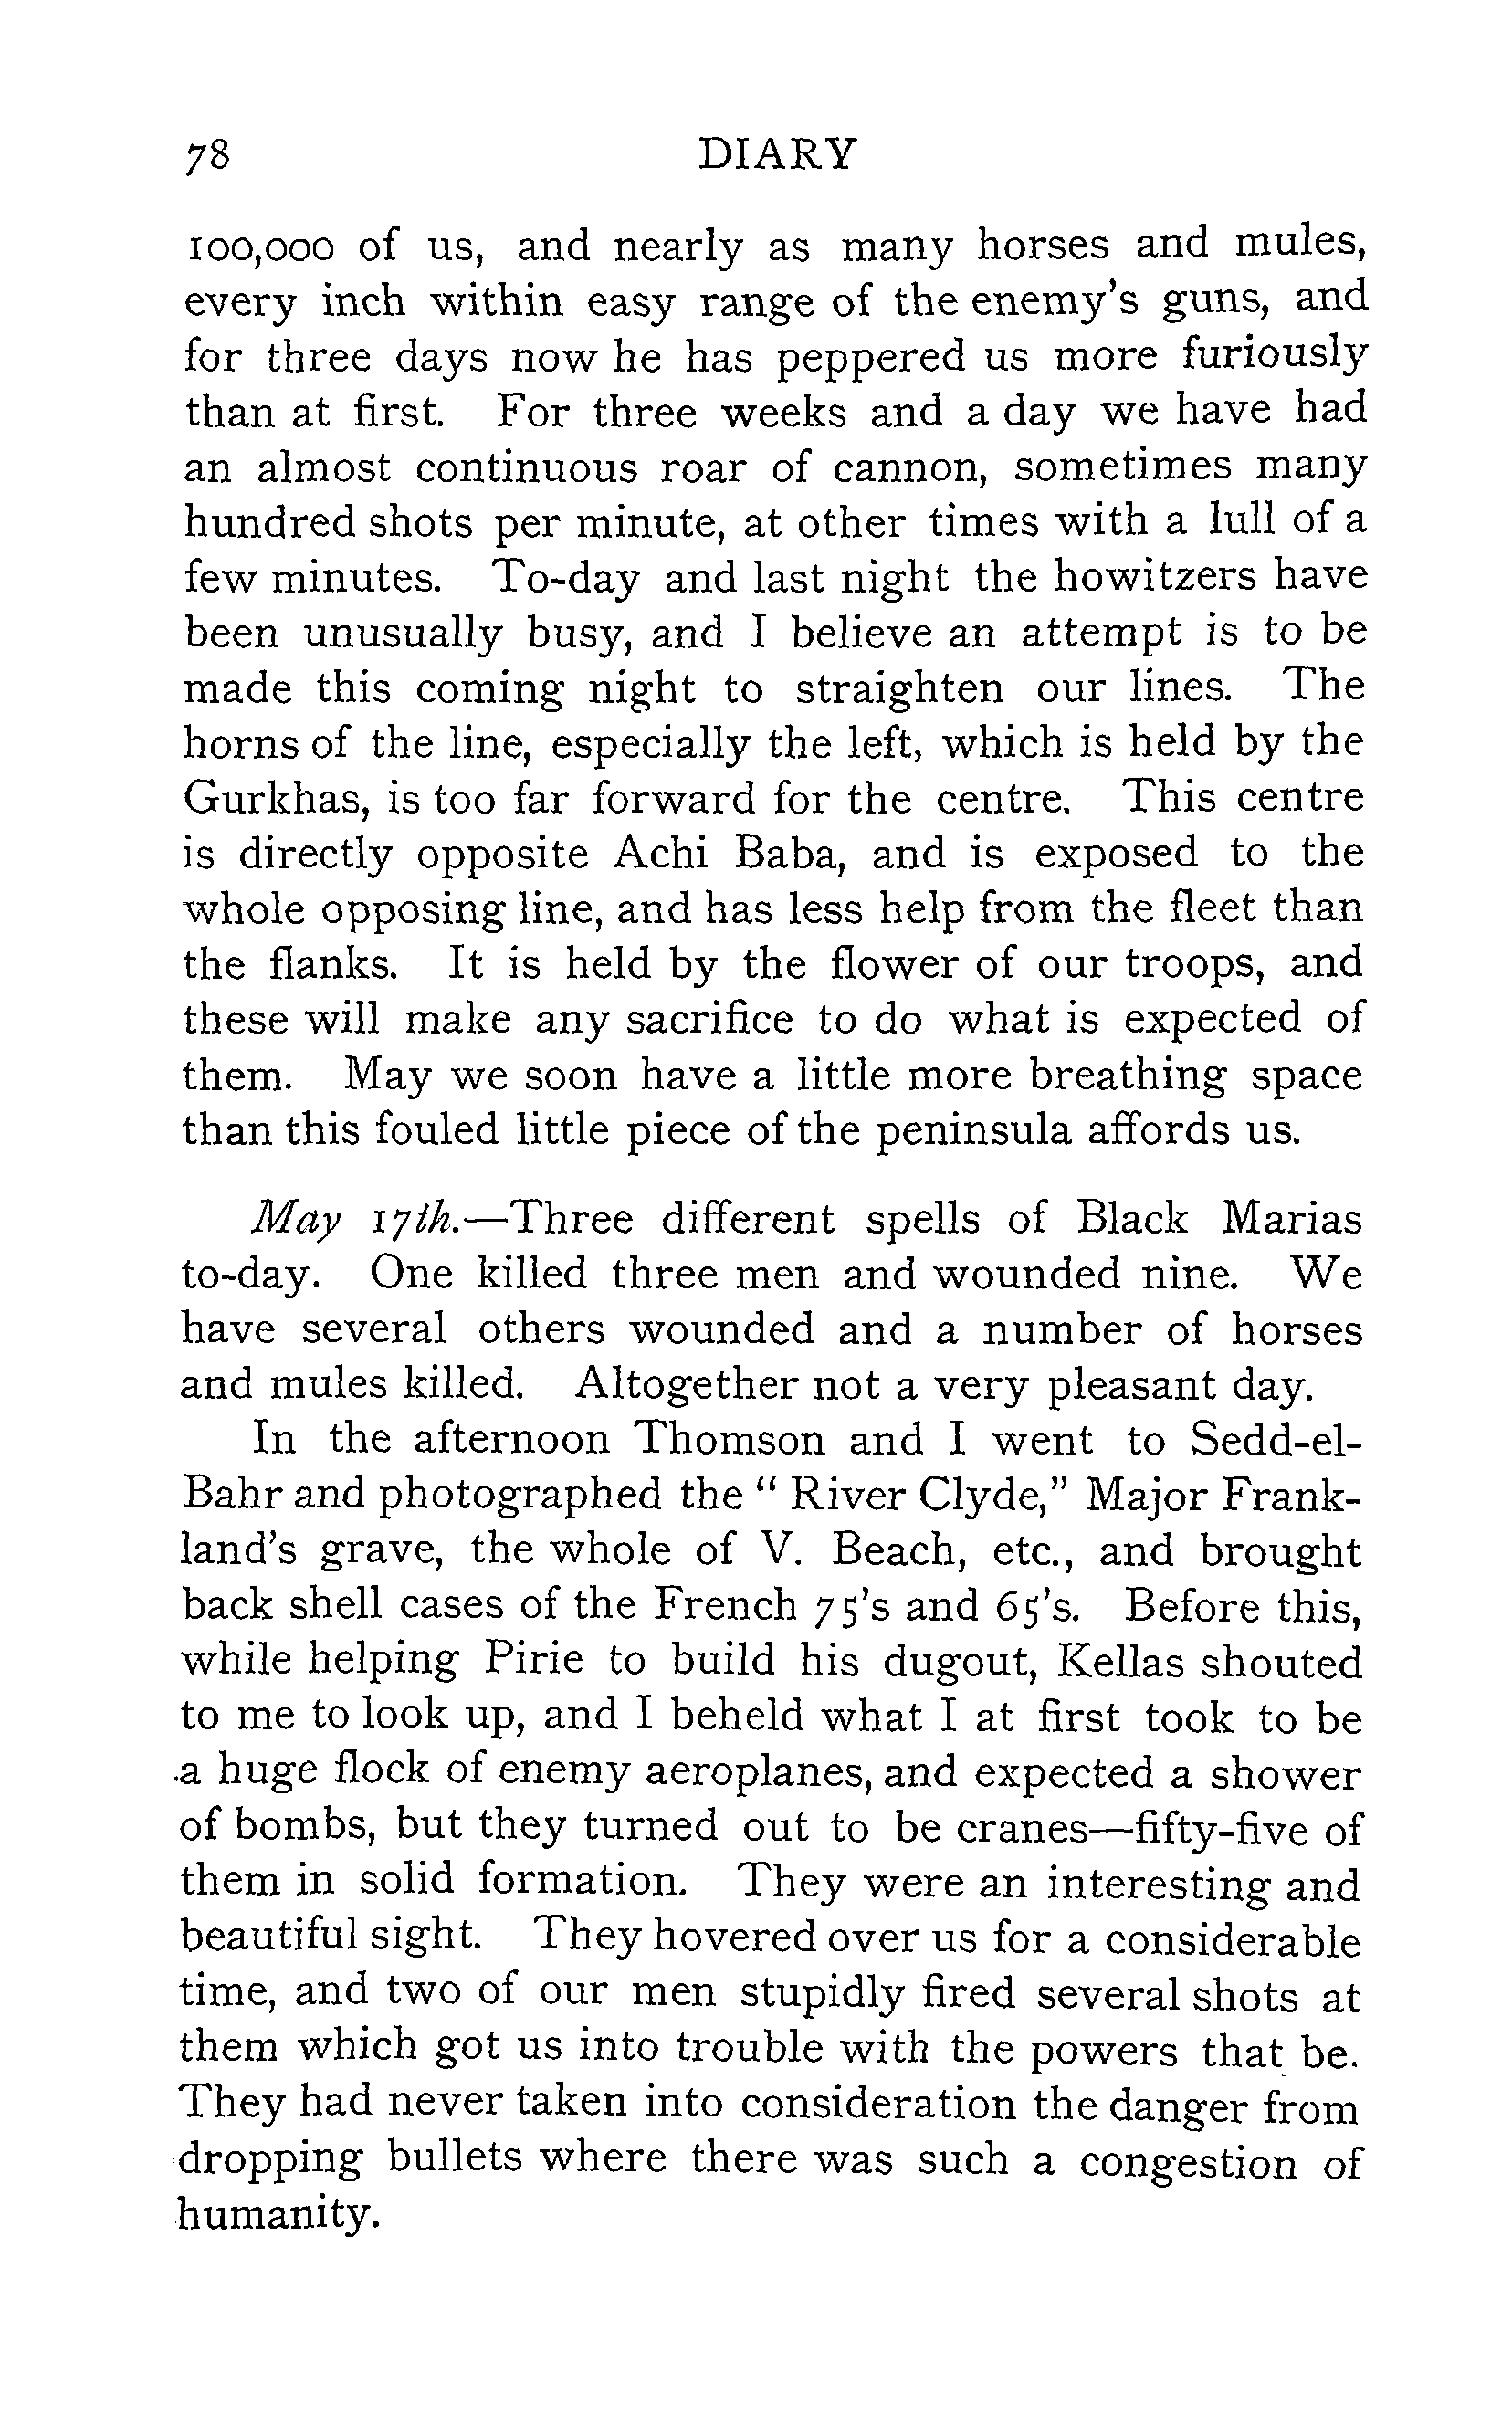 78 DIARY
100,000 of us, and nearly as many horses and mules,
every inch within easy range of the enemy's guns, and
for three days now he has peppered us more furiously
than at first. For three weeks and a day we have had
an almost continuous roar of cannon, sometimes many
hundred shots per minute, at other times with a lull of a
few minutes. To-day and last night the howitzers have
been unusually busy, and I believe an attempt is to be
made this coming night to straighten our lines. The
horns of the line, especially the left, which is held by the
Gurkhas, is too far forward for the centre. This centre
is directly opposite Achi Baba, and is exposed to the
whole opposing line, and has less help from the fleet than
the flanks. It is held by the flower of our troops, and
these will make any sacrifice to do what is expected of
them. May we soon have a little more breathing space
than this fouled little piece of the peninsula affords us.
May 17th.—Three different spells of Black Marias
to-day. One killed three men and wounded nine. We
have several others wounded and a number of horses
and mules killed. Altogether not a very pleasant day.
In the afternoon Thomson and I went to Sedd-el-
Bahr and photographed the “ River Clyde,” Major Frank-
land's grave, the whole of V. Beach, etc., and brought
back shell cases of the French 75's and 65's. Before this,
while helping Pirie to build his dugout, Kellas shouted
to me to look up, and I beheld what I at first took to be
a huge flock of enemy aeroplanes, and expected a shower
of bombs, but they turned out to be cranes—fifty-five of
them in solid formation. They were an interesting and
beautiful sight. They hovered over us for a considerable
time, and two of our men stupidly fired several shots at
them which got us into trouble with the powers that be.
They had never taken into consideration the danger from
dropping bullets where there was such a congestion of
humanity.